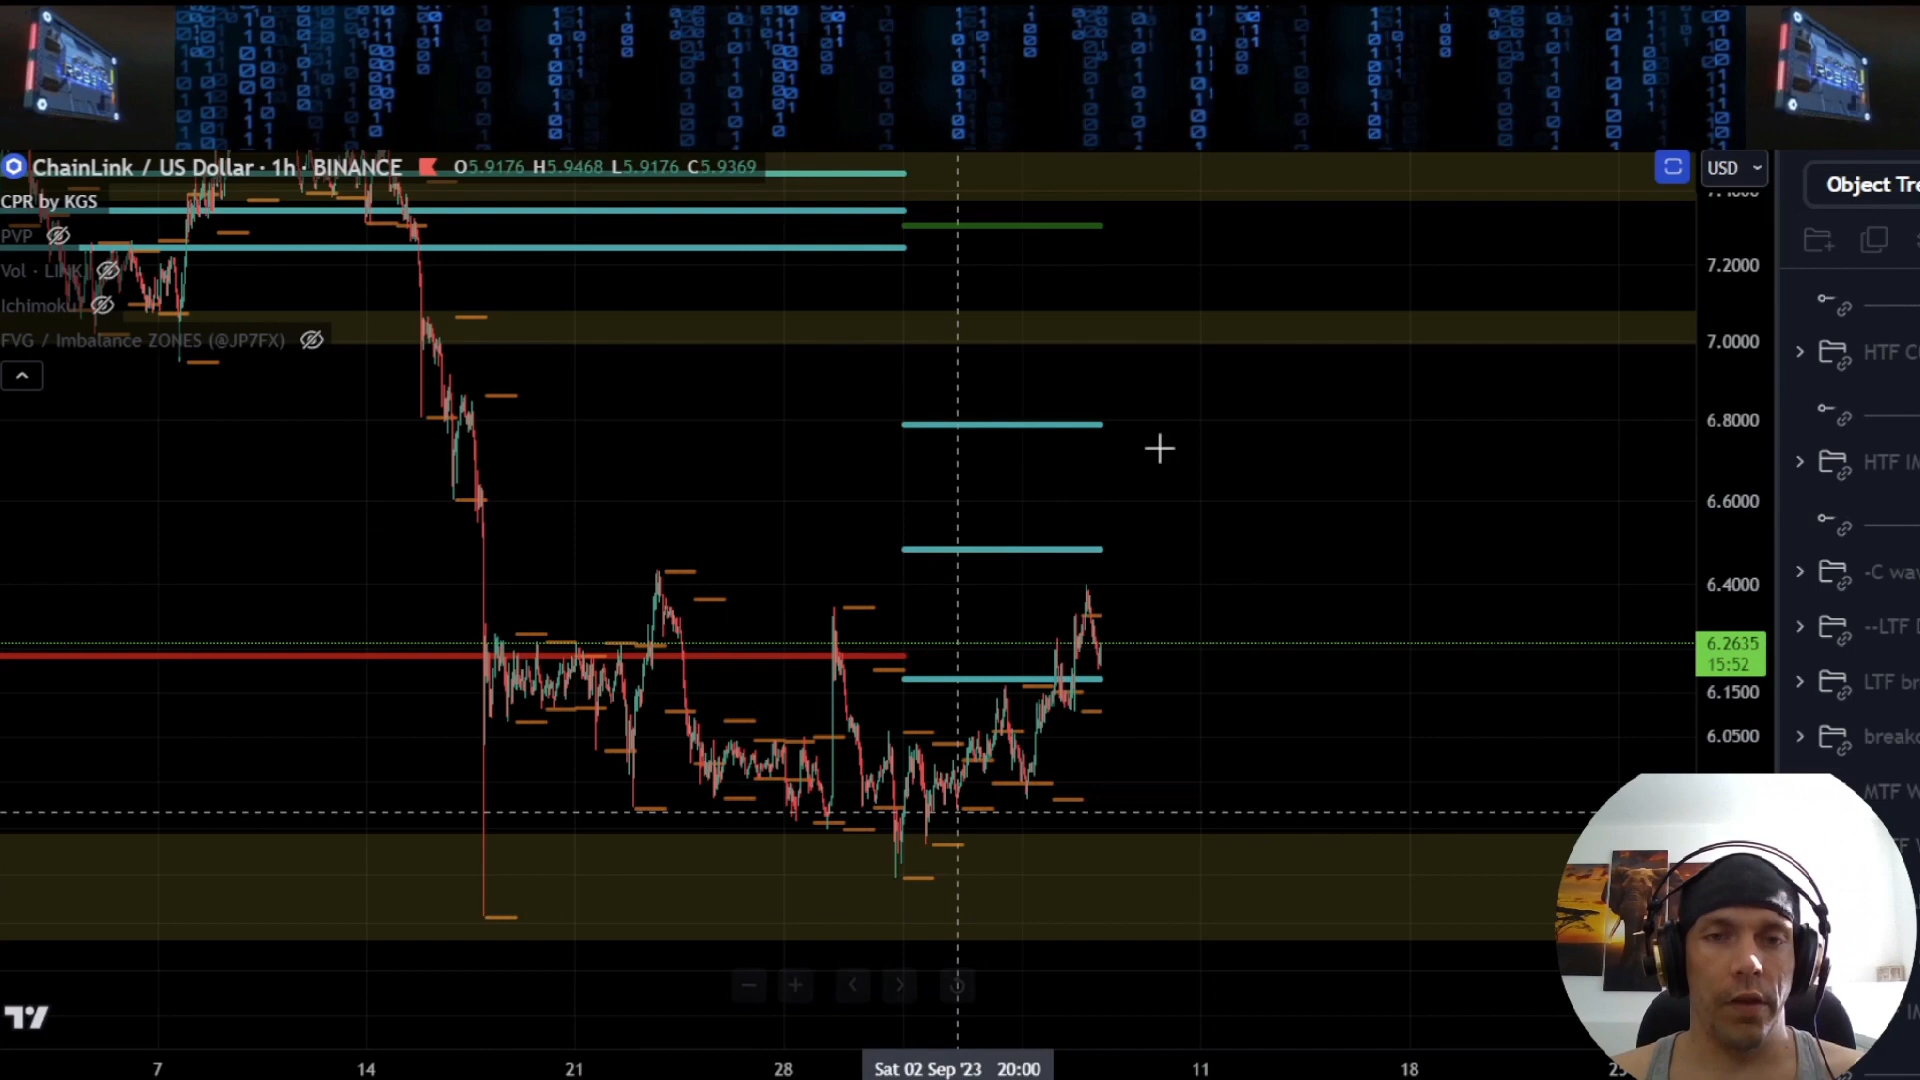 ChainLink / US Dollar · 1h · BINANCE O5.9176 H5.9468 L5.9176 C5.9369
USD
Object Tre
CPR by KGS
PVP
Vol · LINK
Ichimoku
FVG / Imbalance ZONES (@JP7FX)
7.2000
7.0000
6.8000
6.6000
6.4000
6.2635
15:52
6.1500
6.0500
HTF C
HTF IM
-C wav
--LTF
LTF br
breako
MTF W
7 14 21 28 Sat 02 Sep '23 20:00 11 18